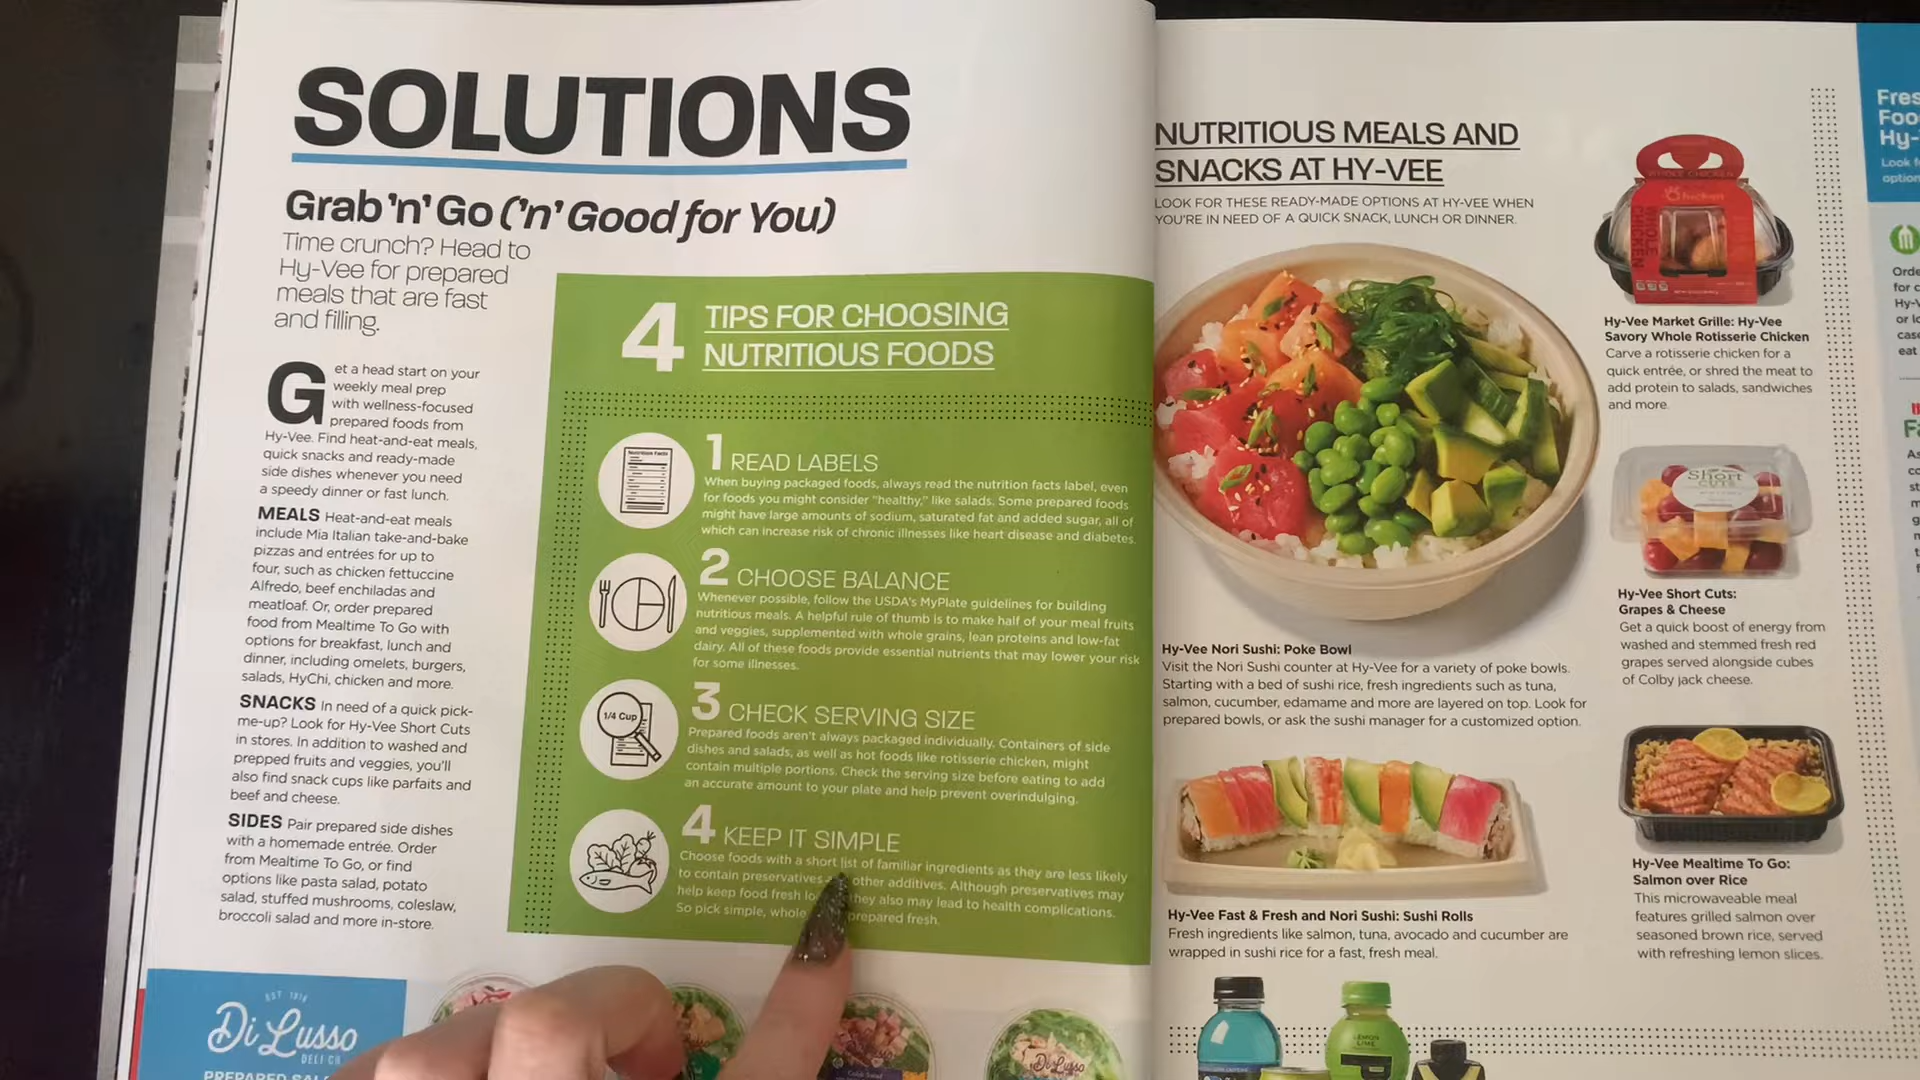 SOLUTIONS
Grab 'n' Go ('n' Good for You)
Time crunch? Head to
Hy-Vee for prepared
meals that are fast
and filling.
Get a head start on your
weekly meal prep
with wellness-focused
prepared foods from
Hy-Vee. Find heat-and-eat meals,
quick snacks and ready-made
side dishes whenever you need
a speedy dinner or fast lunch.
MEALS Heat-and-eat meals
include Mia Italian take-and-bake
pizzas and entrées for up to
four, such as chicken fettuccine
Alfredo, beef enchiladas and
meatloaf. Or, order prepared
food from Mealtime To Go with
options for breakfast, lunch and
dinner, including omelets, burgers,
salads, HyChi, chicken and more.
SNACKS In need of a quick pick-
me-up? Look for Hy-Vee Short Cuts
in stores. In addition to washed and
prepped fruits and veggies, you'll
also find snack cups like parfaits and
beef and cheese.
SIDES Pair prepared side dishes
with a homemade entrée. Order
from Mealtime To Go, or find
options like pasta salad, potato
salad, stuffed mushrooms, coleslaw,
broccoli salad and more in-store.
4 TIPS FOR CHOOSING
NUTRITIOUS FOODS
Nutrition Facts
1 READ LABELS
When buying packaged foods, always read the nutrition facts label, even
for foods you might consider "healthy," like salads. Some prepared foods
might have large amounts of sodium, saturated fat and added sugar, all of
which can increase risk of chronic illnesses like heart disease and diabetes.
2 CHOOSE BALANCE
Whenever possible, follow the USDA's MyPlate guidelines for building
nutritious meals. A helpful rule of thumb is to make half of your meal fruits
and veggies, supplemented with whole grains, lean proteins and low-fat
dairy. All of these foods provide essential nutrients that may lower your risk
for some illnesses.
1/4 Cup
3 CHECK SERVING SIZE
Prepared foods aren't always packaged individually. Containers of side
dishes and salads, as well as hot foods like rotisserie chicken, might
contain multiple portions. Check the serving size before eating to add
an accurate amount to your plate and help prevent overindulging.
4 KEEP IT SIMPLE
Choose foods with a short list of familiar ingredients as they are less likely
to contain preservatives other additives. Although preservatives may
help keep food fresh they also may lead to health complications.
So pick simple, whole prepared fresh.
EST 1918
Di Lusso
DELI CO
PREPARED
Di Lusso
NUTRITIOUS MEALS AND
SNACKS AT HY-VEE
LOOK FOR THESE READY-MADE OPTIONS AT HY-VEE WHEN
YOU'RE IN NEED OF A QUICK SNACK, LUNCH OR DINNER.
Hy-Vee Nori Sushi: Poke Bowl
Visit the Nori Sushi counter at Hy-Vee for a variety of poke bowls.
Starting with a bed of sushi rice, fresh ingredients such as tuna,
salmon, cucumber, edamame and more are layered on top. Look for
prepared bowls, or ask the sushi manager for a customized option.
Hy-Vee Fast & Fresh and Nori Sushi: Sushi Rolls
Fresh ingredients like salmon, tuna, avocado and cucumber are
wrapped in sushi rice for a fast, fresh meal.
LEMON
LIME
WHOLE CHICKEN
Chicken
WHOLE
CHICKEN
Hy-Vee Market Grille: Hy-Vee
Savory Whole Rotisserie Chicken
Carve a rotisserie chicken for a
quick entrée, or shred the meat to
add protein to salads, sandwiches
and more.
Short
CUTS
Hy-Vee Short Cuts:
Grapes & Cheese
Get a quick boost of energy from
washed and stemmed fresh red
grapes served alongside cubes
of Colby jack cheese.
Hy-Vee Mealtime To Go:
Salmon over Rice
This microwaveable meal
features grilled salmon over
seasoned brown rice, served
with refreshing lemon slices.
Hy-
Look
option
for